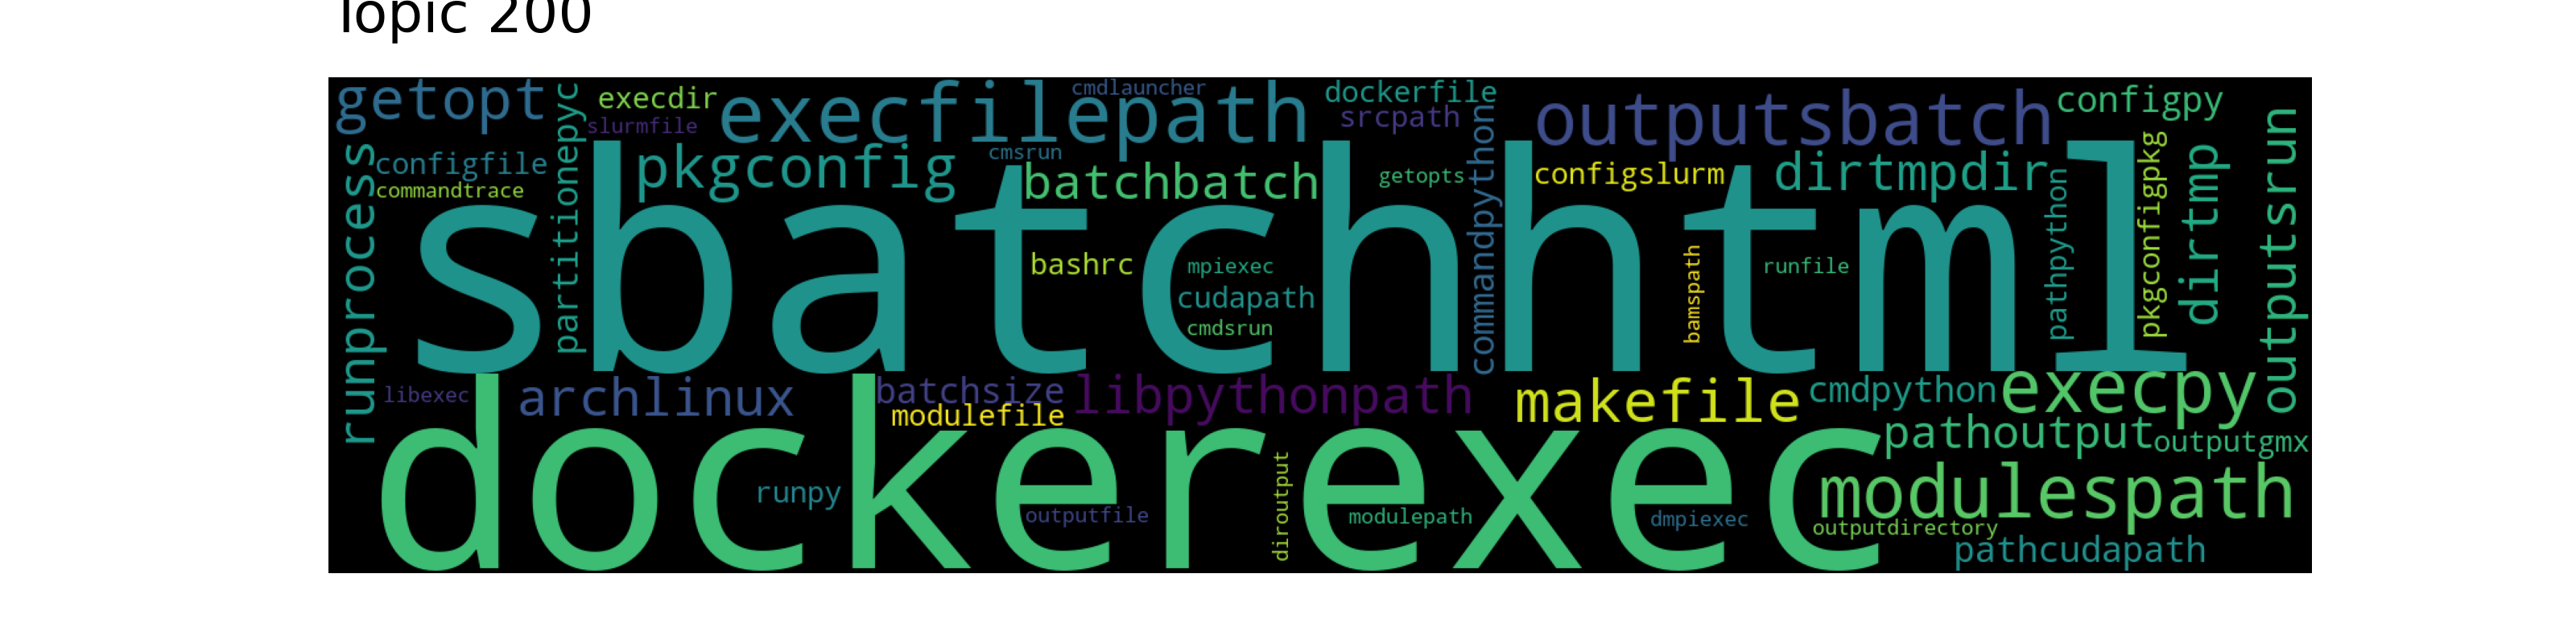 Topic 200
getopt
partitionepyc
execdir
slurmfile
execfilepath
cmdlauncher
dockerfile
srcpath
outputsbatch
configpy
runprocess
configfile
commandtrace
pkgconfig
cmsrun
batchbatch
getopts
commandpython
configslurm
dirtmpdir
pathpython
pkgconfigpkg
dirtmp
outputsrun
sbatchhtml
bashrc
mpiexec
cudapath
cmdsrun
bamspath
runfile
libexec
archlinux
batchsize
modulefile
libpythonpath
makefile
cmdpython
execpy
dockerexec
pathoutput
outputgmx
runpy
outputfile
diroutput
modulepath
dmpiexec
modulespath
outputdirectory
pathcudapath